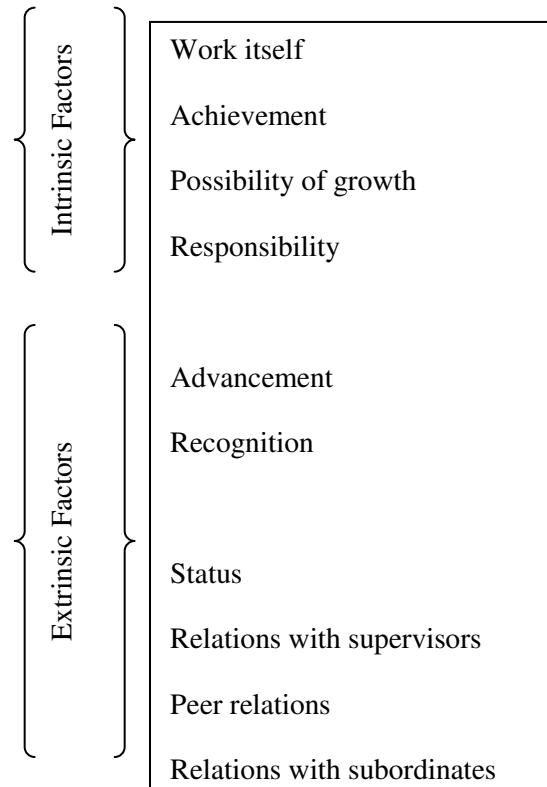 Intrinsic Factors
Work itself
Achievement
Possibility of growth
Responsibility
Extrinsic Factors
Advancement
Recognition
Status
Relations with supervisors
Peer relations
Relations with subordinates